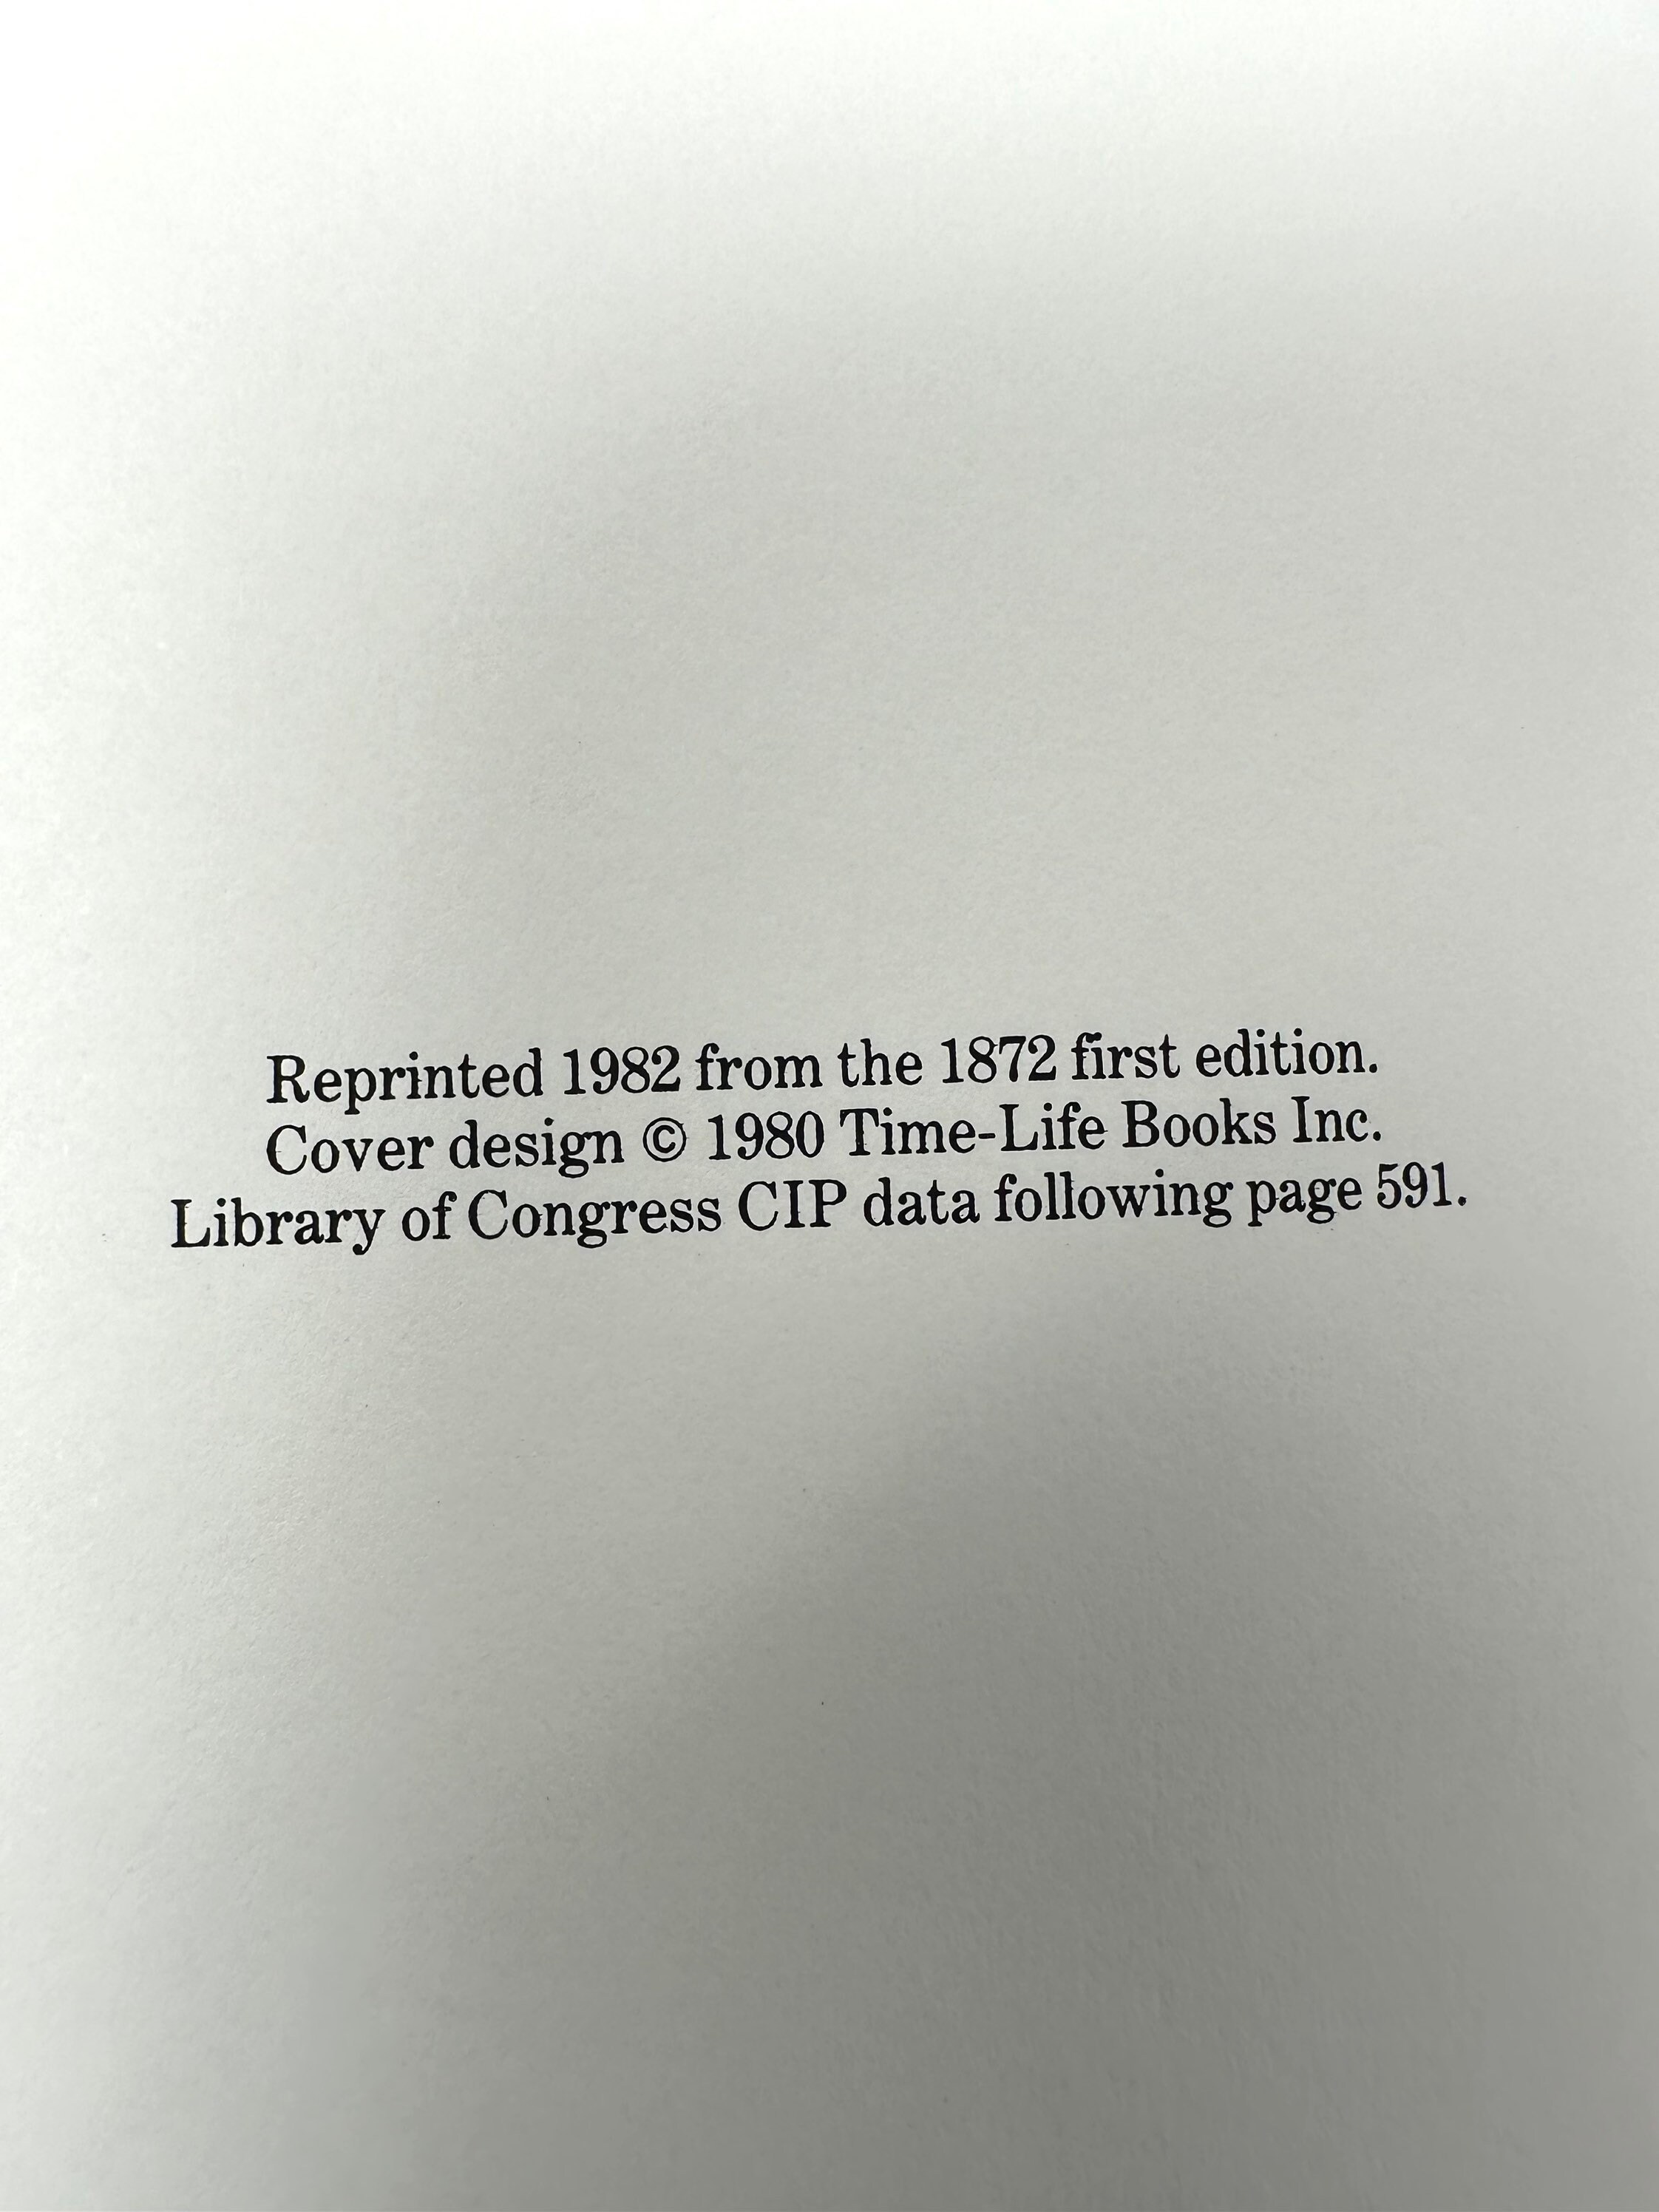 Reprinted 1982 from the 1872 first edition.
Cover design © 1980 Time-Life Books Inc.
Library of Congress CIP data following page 591.